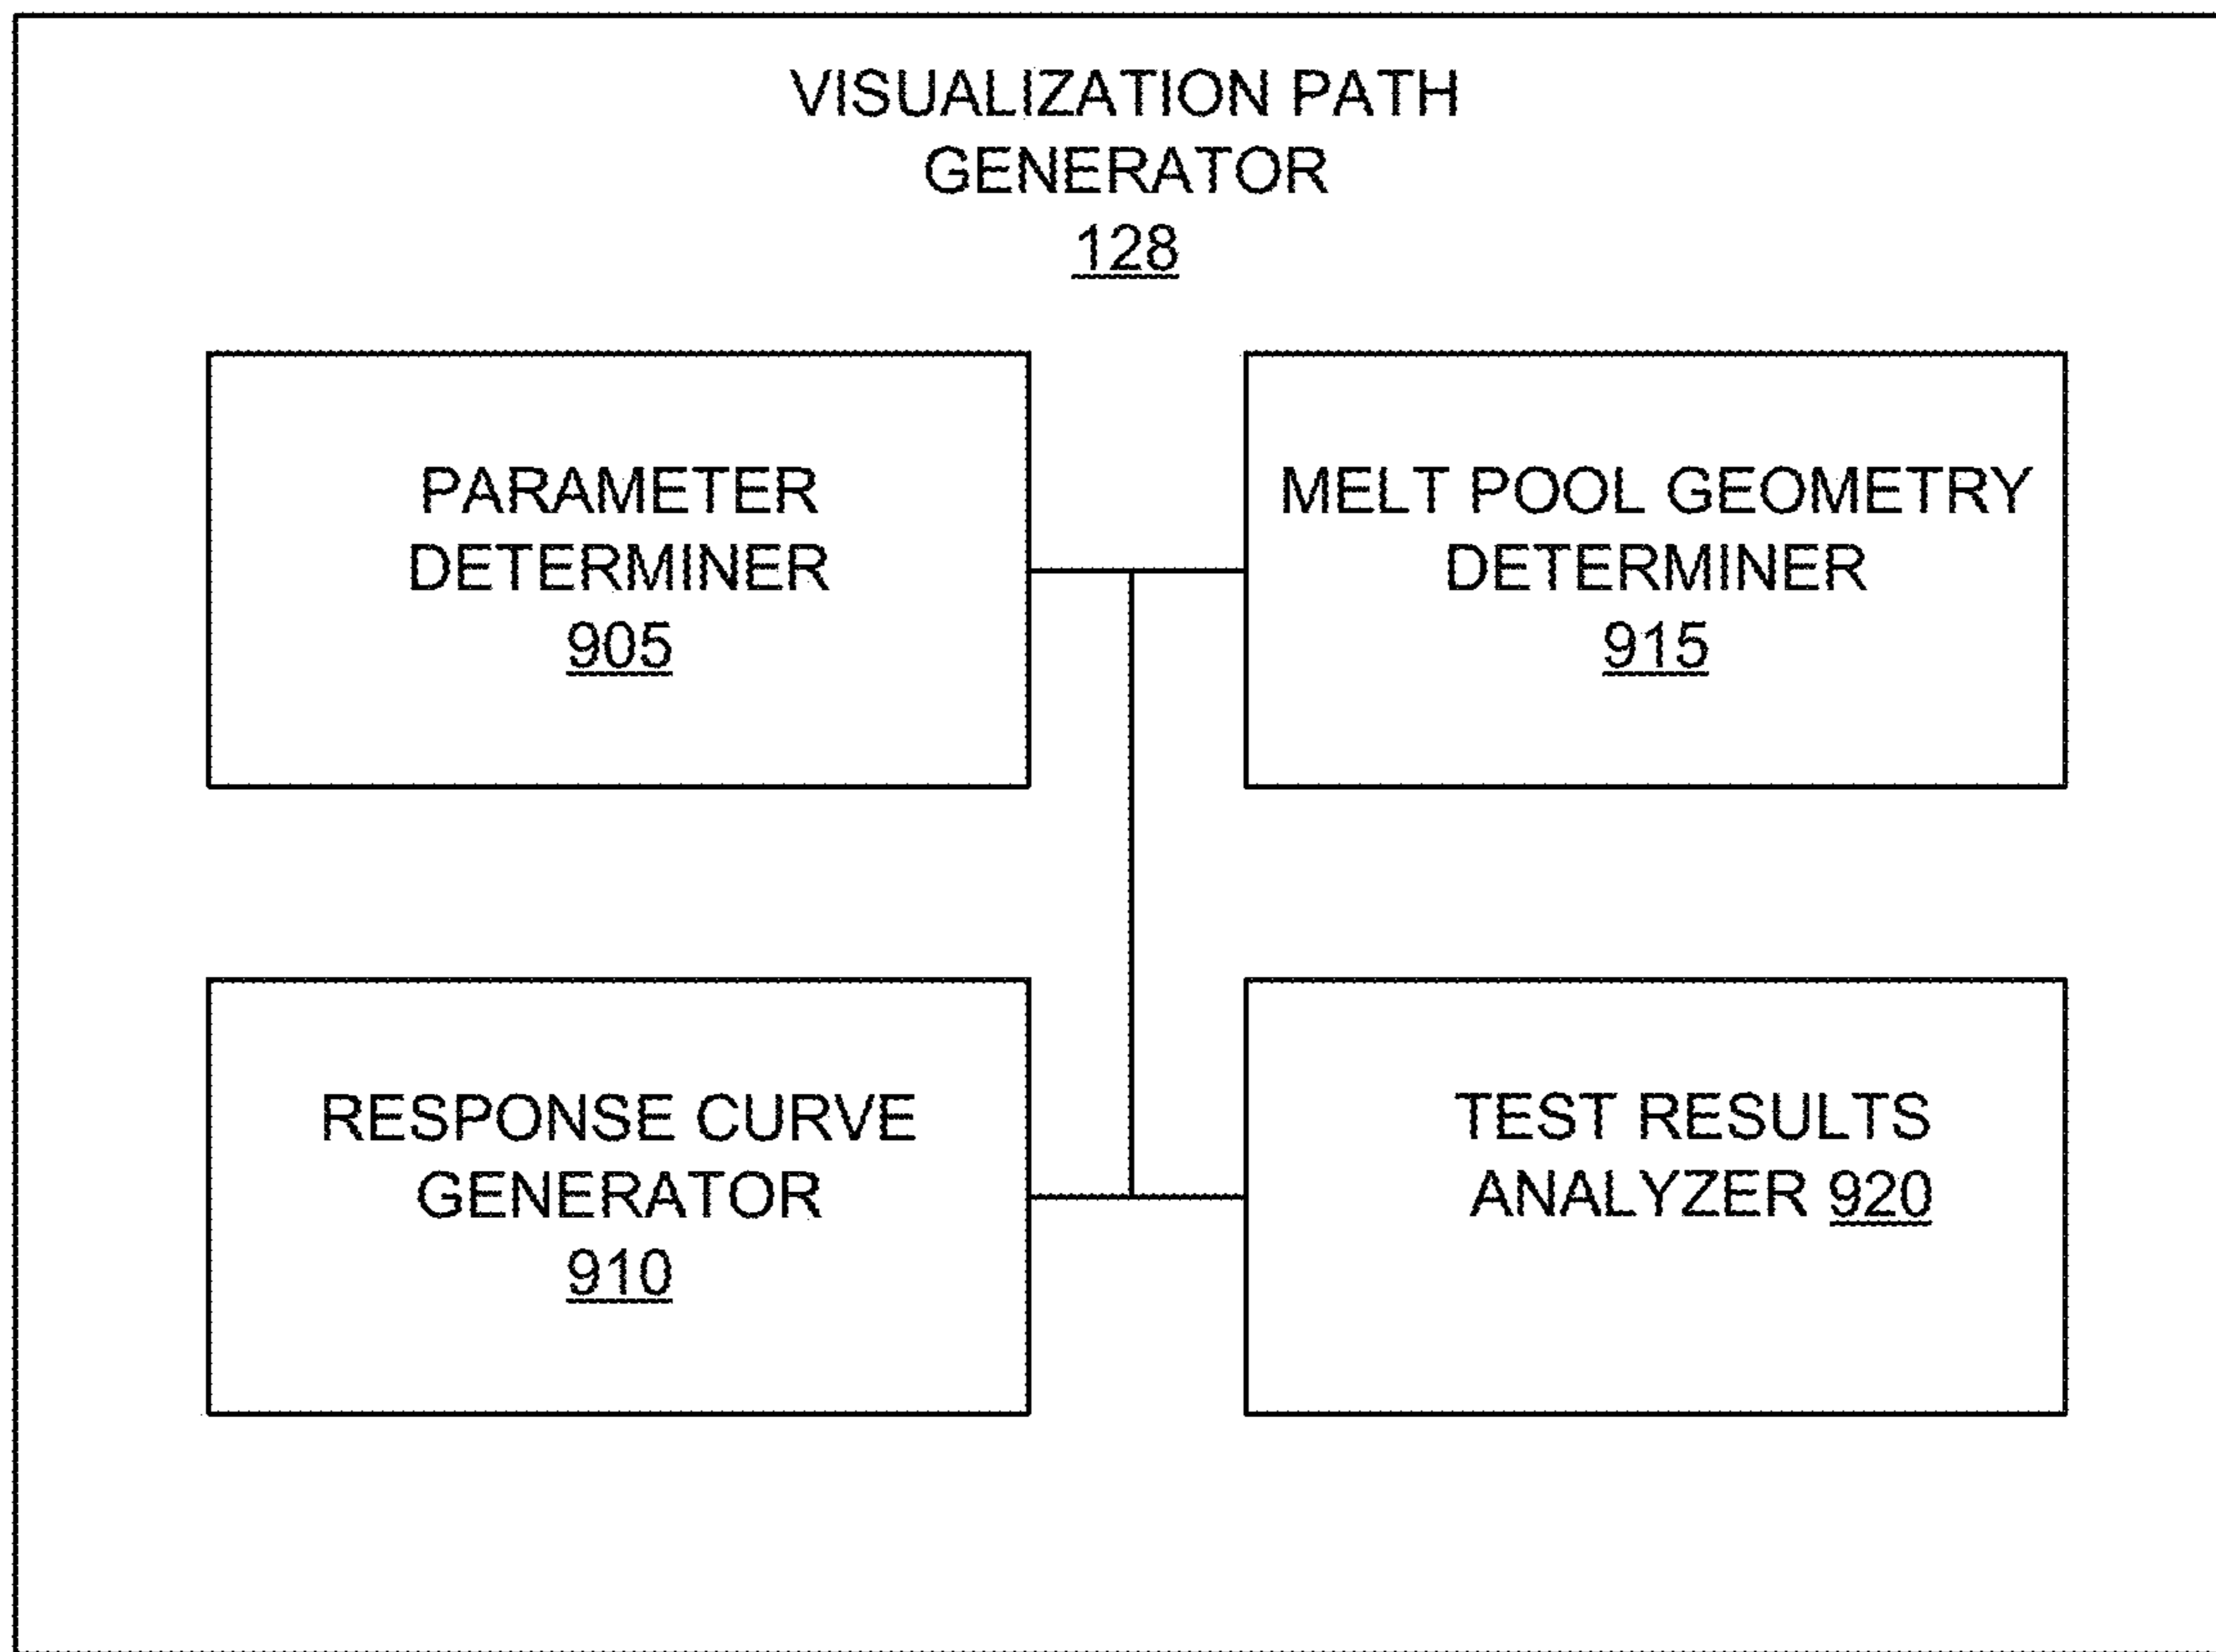 VISUALIZATION PATH
GENERATOR
128
PARAMETER
DETERMINER
905
MELT POOL GEOMETRY
DETERMINER
915
RESPONSE CURVE
GENERATOR
910
TEST RESULTS
ANALYZER 920